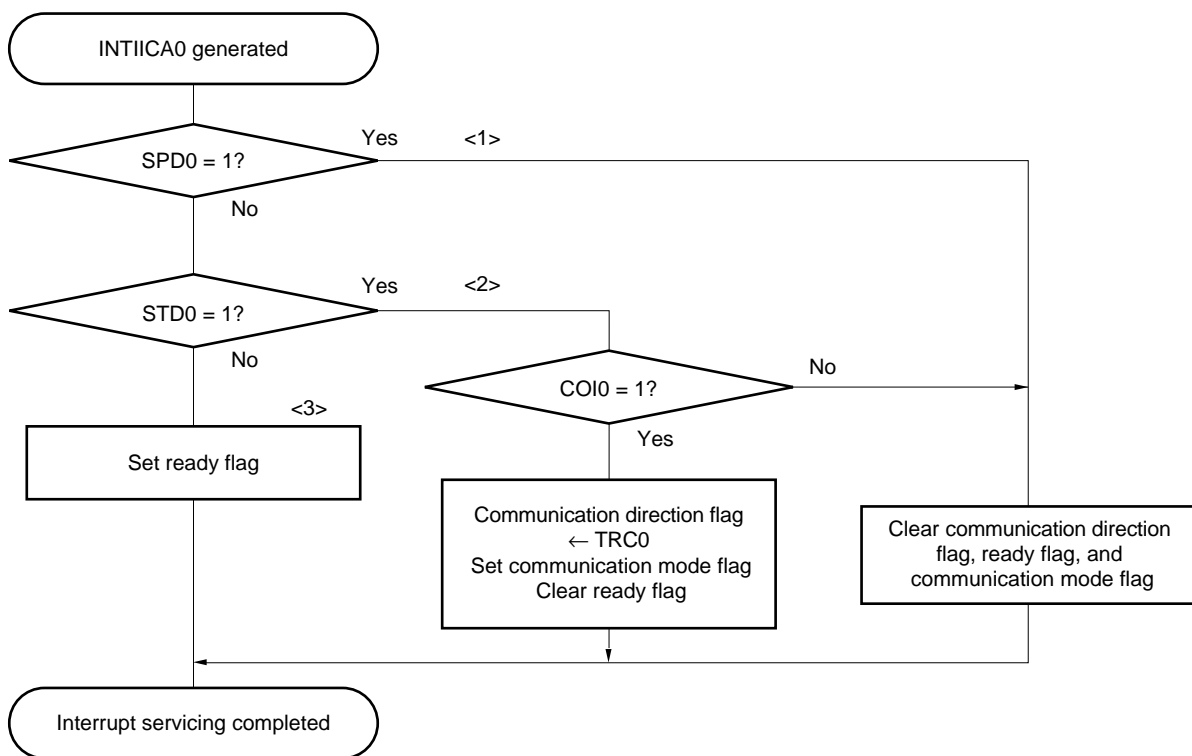 INTIICA0 generated
Yes
<1>
SPD0 = 1?
No
Yes
<2>
STD0 = 1?
No
COI0 = 1?
No
<3>
Yes
Set ready flag
Communication direction flag
← TRC0
Set communication mode flag
Clear ready flag
Clear communication direction
flag, ready flag, and
communication mode flag
Interrupt servicing completed